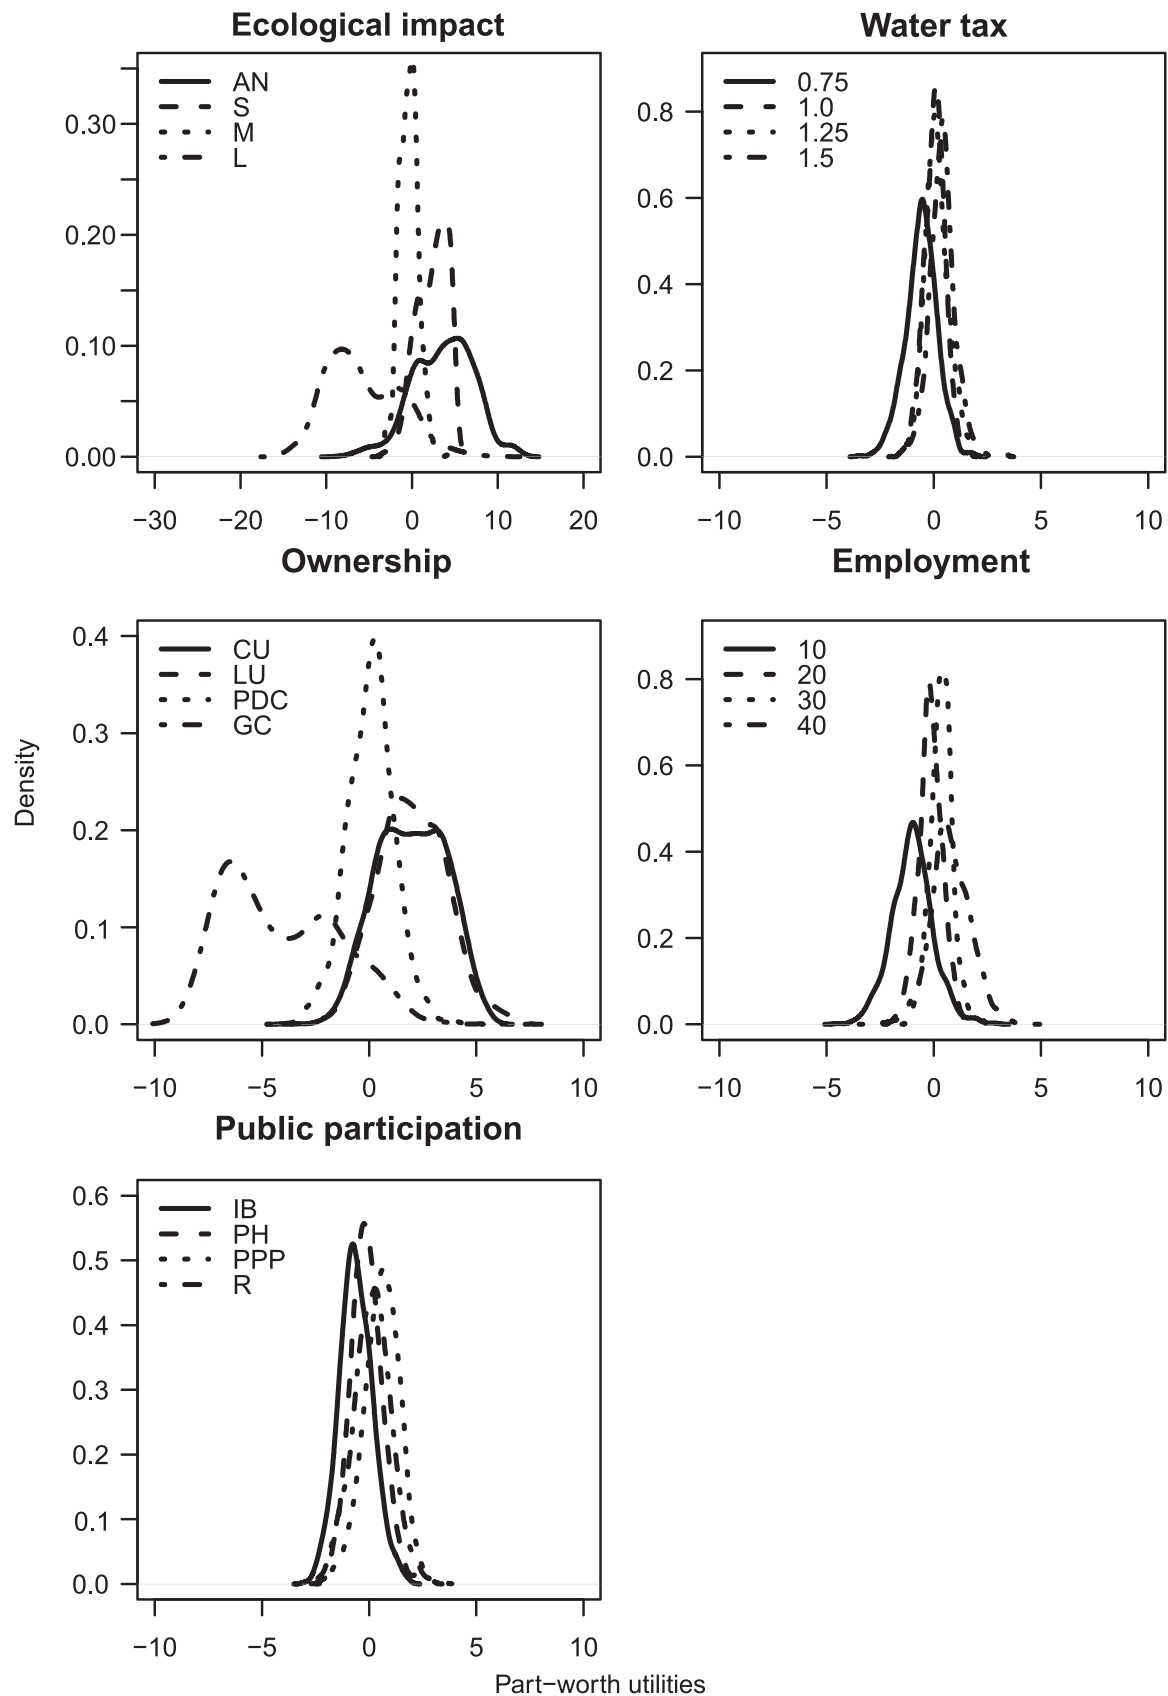 Ecological impact
AN
S
M
L
0.30
0.20
0.10
0.00
−30 −20 −10 0 10 20
Water tax
0.75
1.0
1.25
1.5
0.8
0.6
0.4
0.2
0.0
−10 −5 0 5 10
Ownership
CU
LU
PDC
GC
0.4
0.3
0.2
0.1
0.0
−10 −5 0 5 10
Employment
10
20
30
40
0.8
0.6
0.4
0.2
0.0
−10 −5 0 5 10
Density
Public participation
IB
PH
PPP
R
0.6
0.5
0.4
0.3
0.2
0.1
0.0
−10 −5 0 5 10
Part−worth utilities